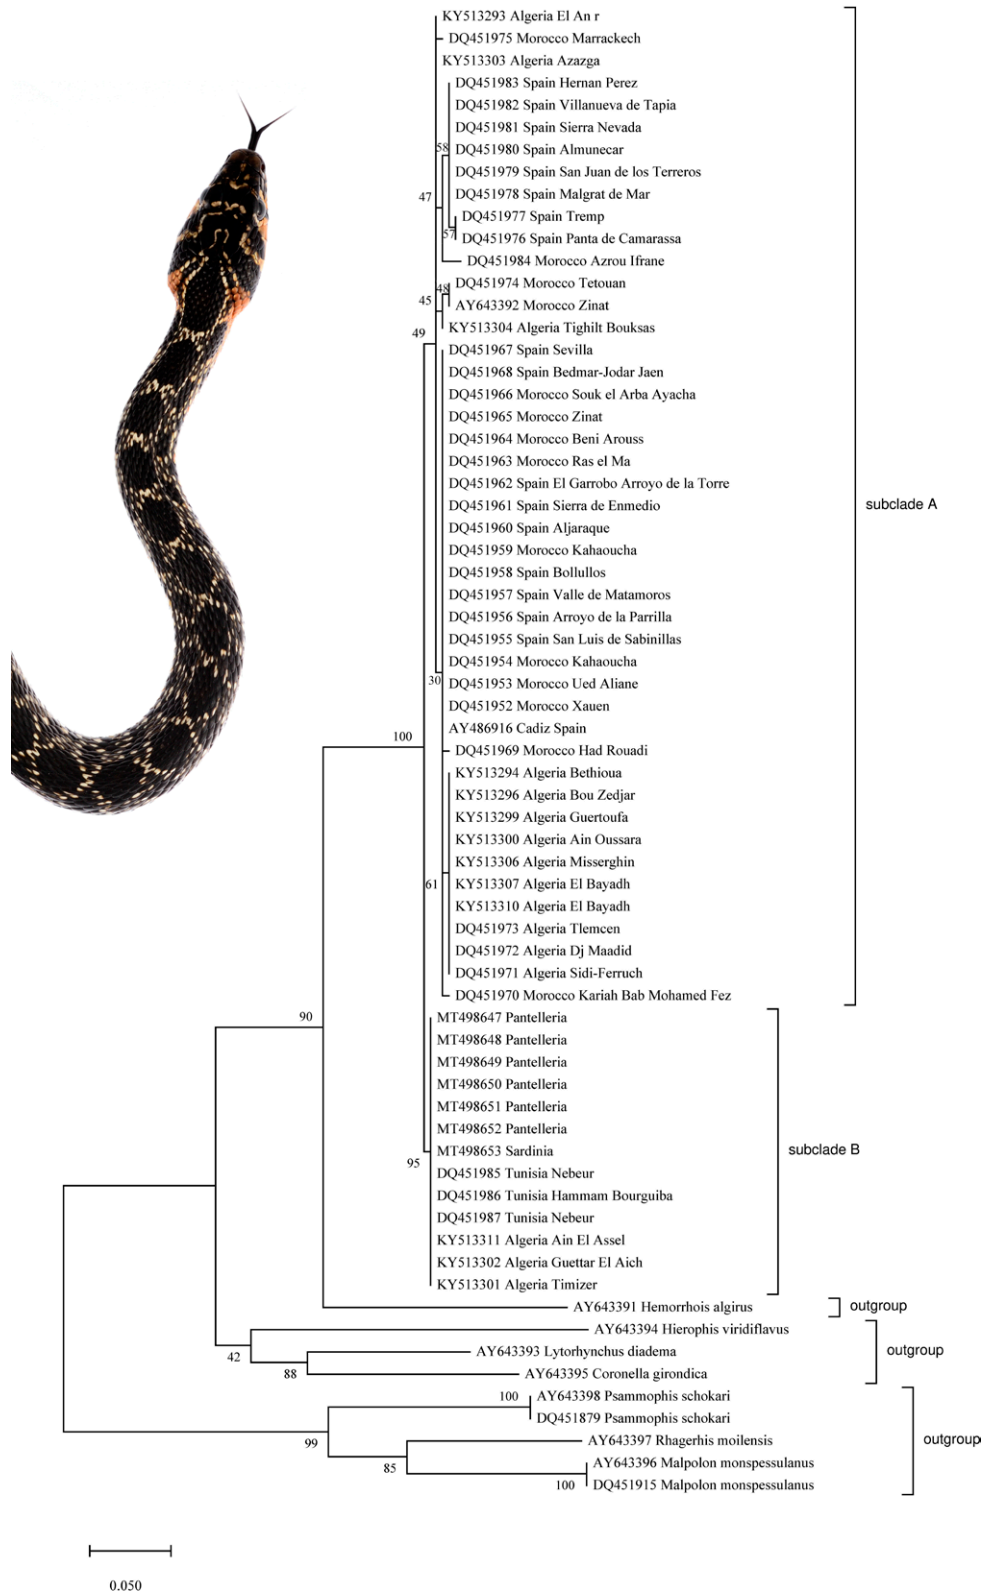 KY513293 Algeria El An r
DQ451975 Morocco Marrackech
KY513303 Algeria Azazga
DQ451983 Spain Hernan Perez
DQ451982 Spain Villanueva de Tapia
DQ451981 Spain Sierra Nevada
58
DQ451980 Spain Almunecar
DQ451979 Spain San Juan de los Terreros
47
DQ451978 Spain Malgrat de Mar
DQ451977 Spain Tremp
57
DQ451976 Spain Panta de Camarassa
DQ451984 Morocco Azrou Ifrane
48
DQ451974 Morocco Tetouan
45
AY643392 Morocco Zinat
49
KY513304 Algeria Tighilt Bouksas
DQ451967 Spain Sevilla
DQ451968 Spain Bedmar-Jodar Jaen
DQ451966 Morocco Souk el Arba Ayacha
DQ451965 Morocco Zinat
DQ451964 Morocco Beni Arouss
DQ451963 Morocco Ras el Ma
DQ451962 Spain El Garrobo Arroyo de la Torre
subclade A
DQ451961 Spain Sierra de Enmedio
DQ451960 Spain Aljaraque
DQ451959 Morocco Kahaoucha
DQ451958 Spain Bollullos
DQ451957 Spain Valle de Matamoros
DQ451956 Spain Arroyo de la Parrilla
DQ451955 Spain San Luis de Sabinillas
DQ451954 Morocco Kahaoucha
30
DQ451953 Morocco Ued Aliane
DQ451952 Morocco Xauen
AY486916 Cadiz Spain
100
DQ451969 Morocco Had Rouadi
KY513294 Algeria Bethioua
KY513296 Algeria Bou Zedjar
KY513299 Algeria Guertoufa
KY513300 Algeria Ain Oussara
KY513306 Algeria Misserghin
61
KY513307 Algeria El Bayadh
KY513310 Algeria El Bayadh
DQ451973 Algeria Tlemcen
DQ451972 Algeria Dj Maadid
DQ451971 Algeria Sidi-Ferruch
DQ451970 Morocco Kariah Bab Mohamed Fez
90
MT498647 Pantelleria
MT498648 Pantelleria
MT498649 Pantelleria
MT498650 Pantelleria
MT498651 Pantelleria
MT498652 Pantelleria
MT498653 Sardinia
subclade B
95
DQ451985 Tunisia Nebeur
DQ451986 Tunisia Hammam Bourguiba
DQ451987 Tunisia Nebeur
KY513311 Algeria Ain El Assel
KY513302 Algeria Guettar El Aich
KY513301 Algeria Timizer
AY643391 Hemorrhois algirus
outgroup
AY643394 Hierophis viridiflavus
42
AY643393 Lytorhynchus diadema
outgroup
88
AY643395 Coronella girondica
100
AY643398 Psammophis schokari
DQ451879 Psammophis schokari
99
AY643397 Rhagerhis moilensis
outgroup
85
AY643396 Malpolon monspessulanus
100
DQ451915 Malpolon monspessulanus
0.050